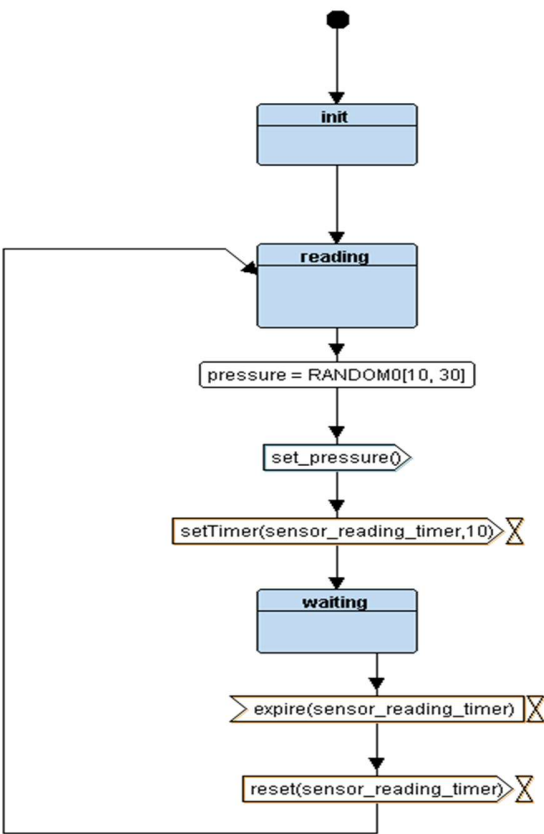 init
reading
pressure = RANDOM0[10, 30]
set_pressure()
setTimer(sensor_reading_timer,10)
waiting
expire(sensor_reading_timer)
reset(sensor_reading_timer)